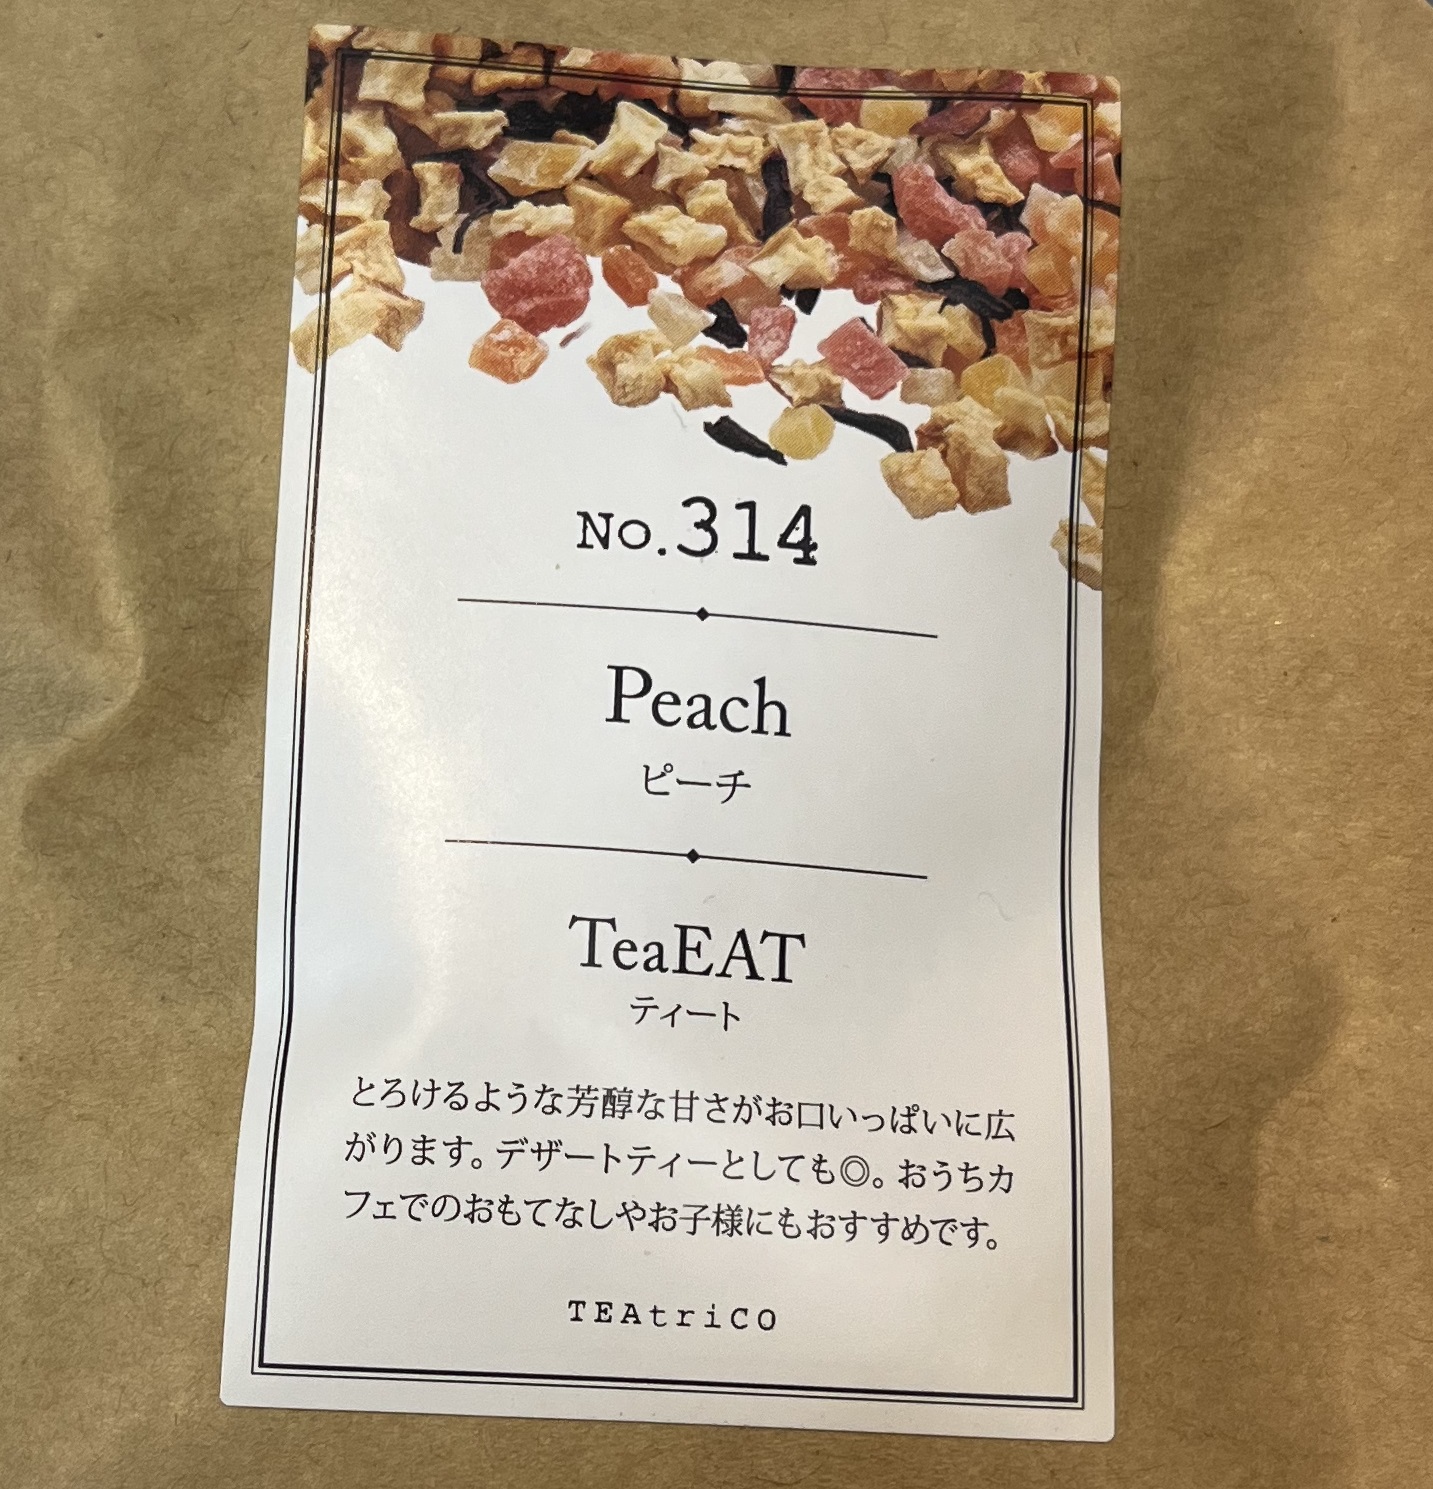 No.314
Peach
ピーチ
TeaEAT
ティート
とろけるような芳醇な甘さがお口いっぱいに広
がります。デザートティーとしても◎。おうちカ
フェでのおもてなしやお子様にもおすすめです。
TEAtriCO